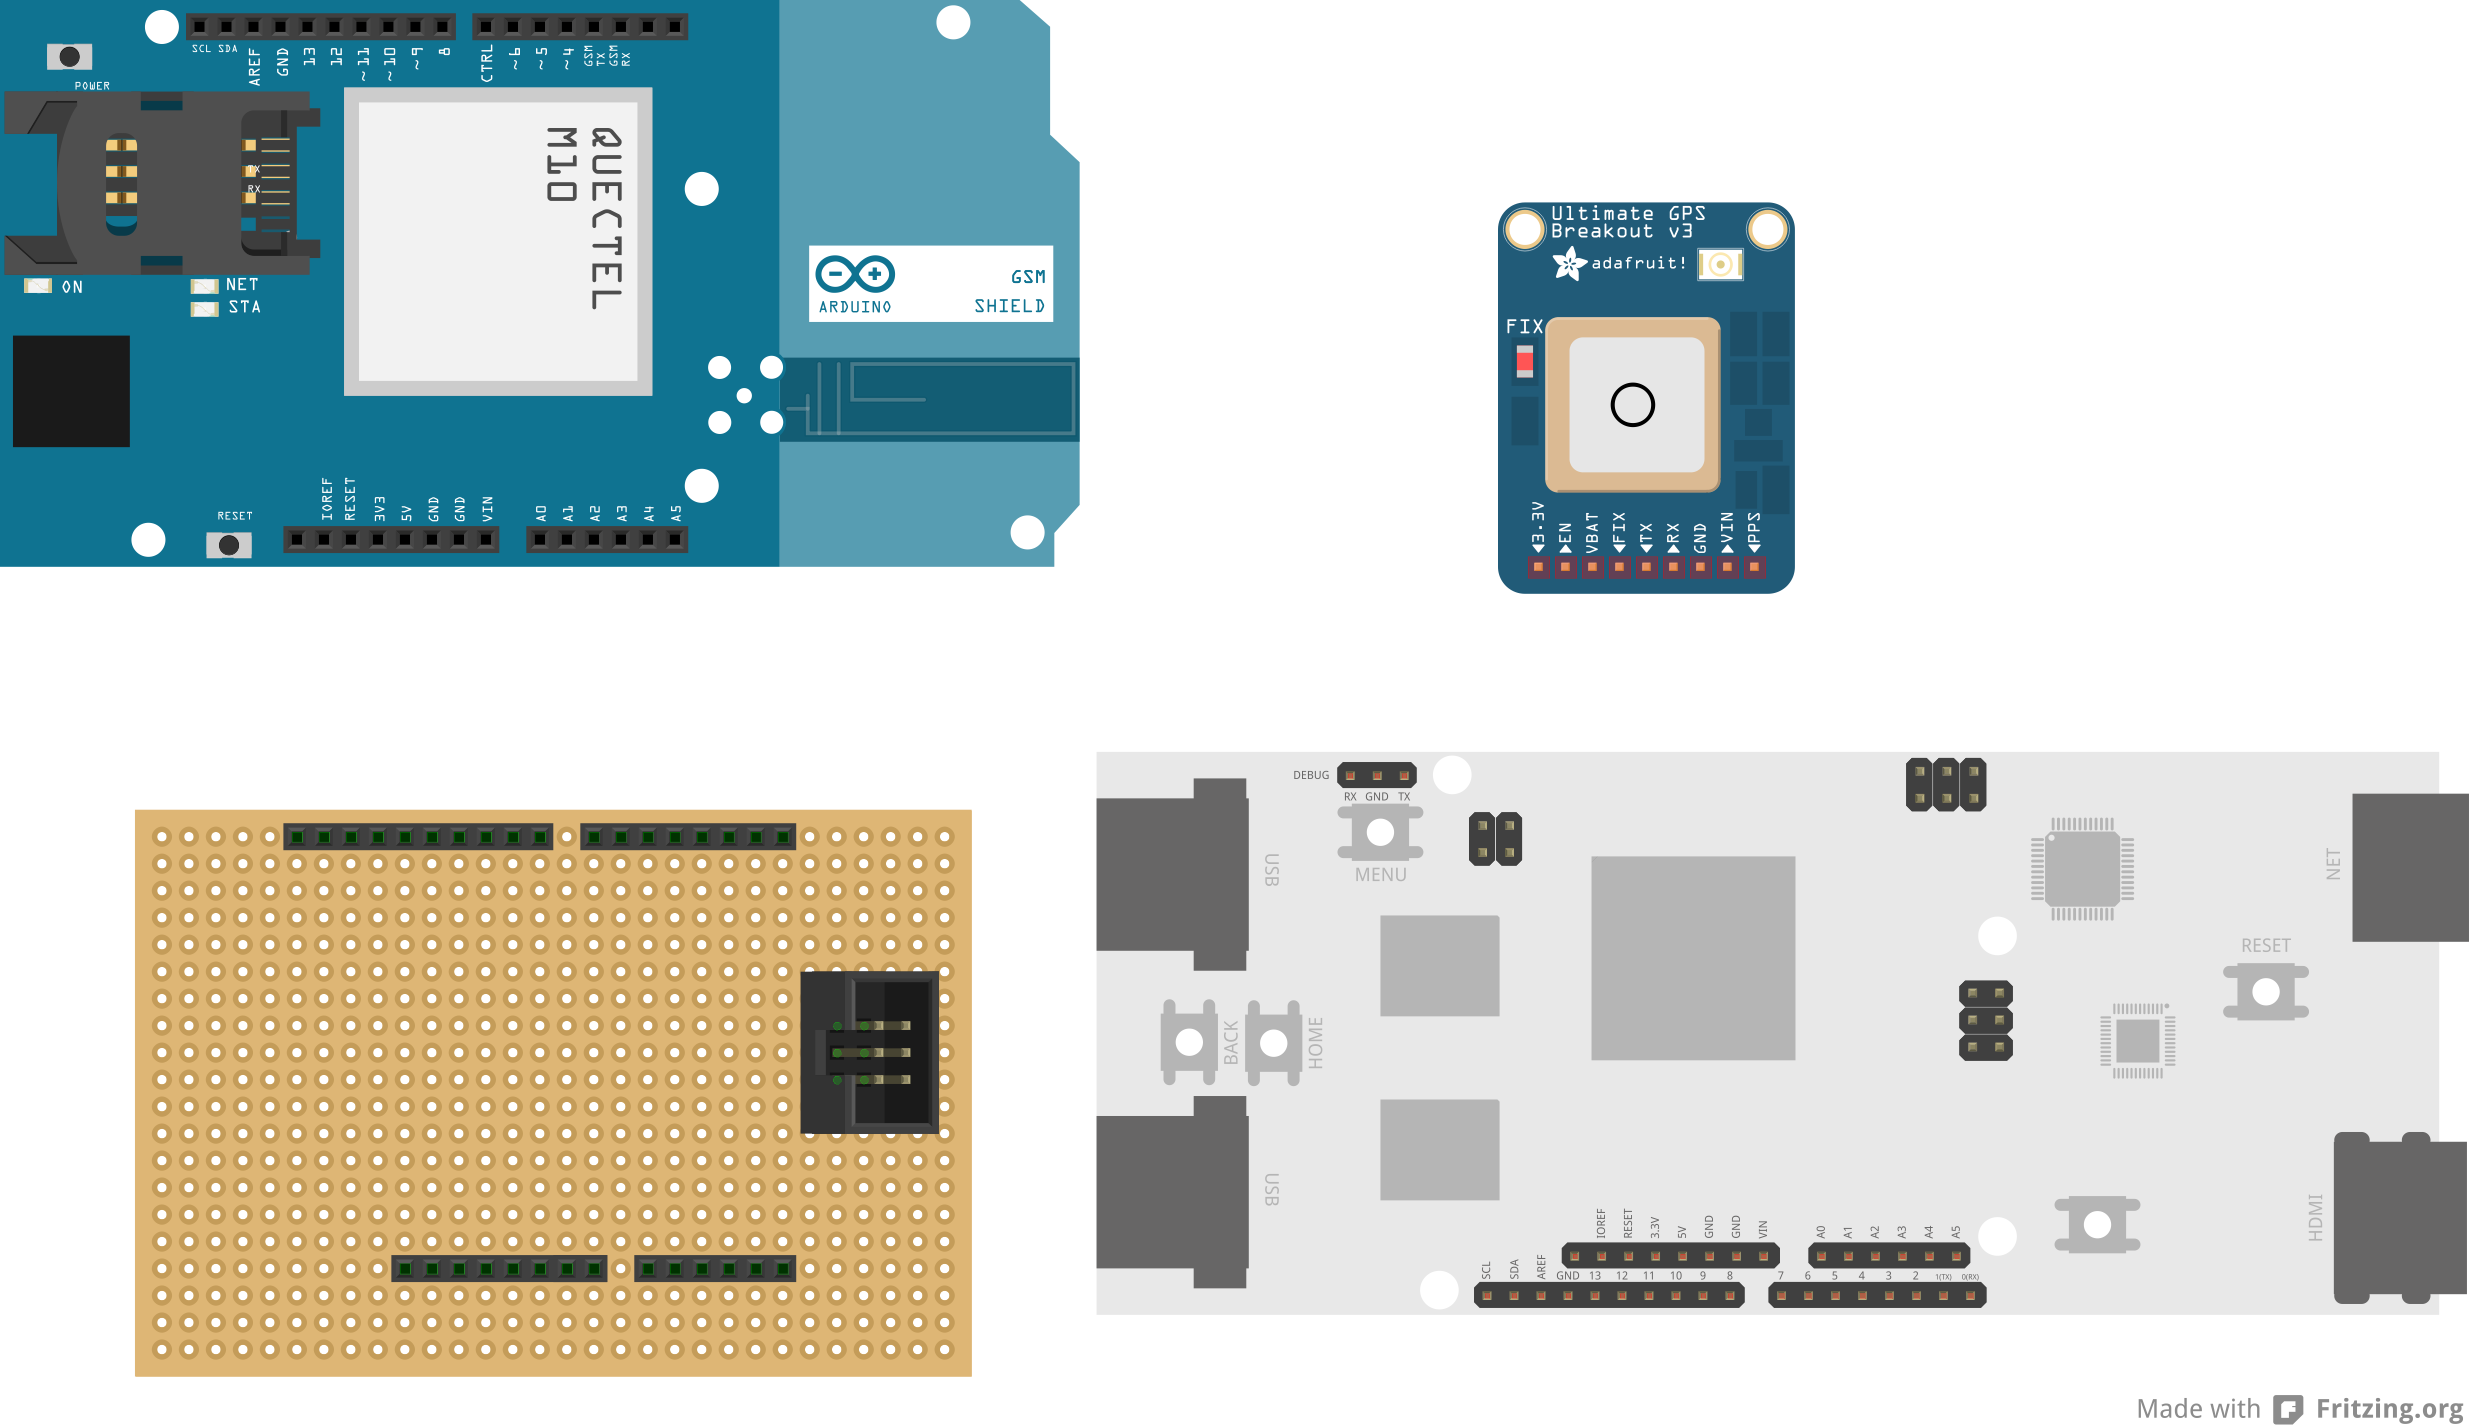 SCL SDA AREF GND 13 12 ~11 ~10 ~9 8 CTRL ~6 ~5 ~4 GSM TX GSM RX
POWER
QUECTEL
M10
TX
RX
ON
NET
STA
ARDUINO
GSM
SHIELD
RESET
IOREF RESET 3V3 5V GND GND VIN A0 A1 A2 A3 A4 A5
Ultimate GPS
Breakout v3
adafruit!
FIX
3.3V EN VBAT FIX TX RX GND VIN PPS
DEBUG
RX GND TX
MENU
USB
NET
RESET
BACK
HOME
USB
HDMI
IOREF RESET 3.3V 5V GND GND VIN A0 A1 A2 A3 A4 A5
SCL SDA AREF GND 13 12 11 10 9 8 7 6 5 4 3 2 1(TX) 0(RX)
Made with Fritzing.org